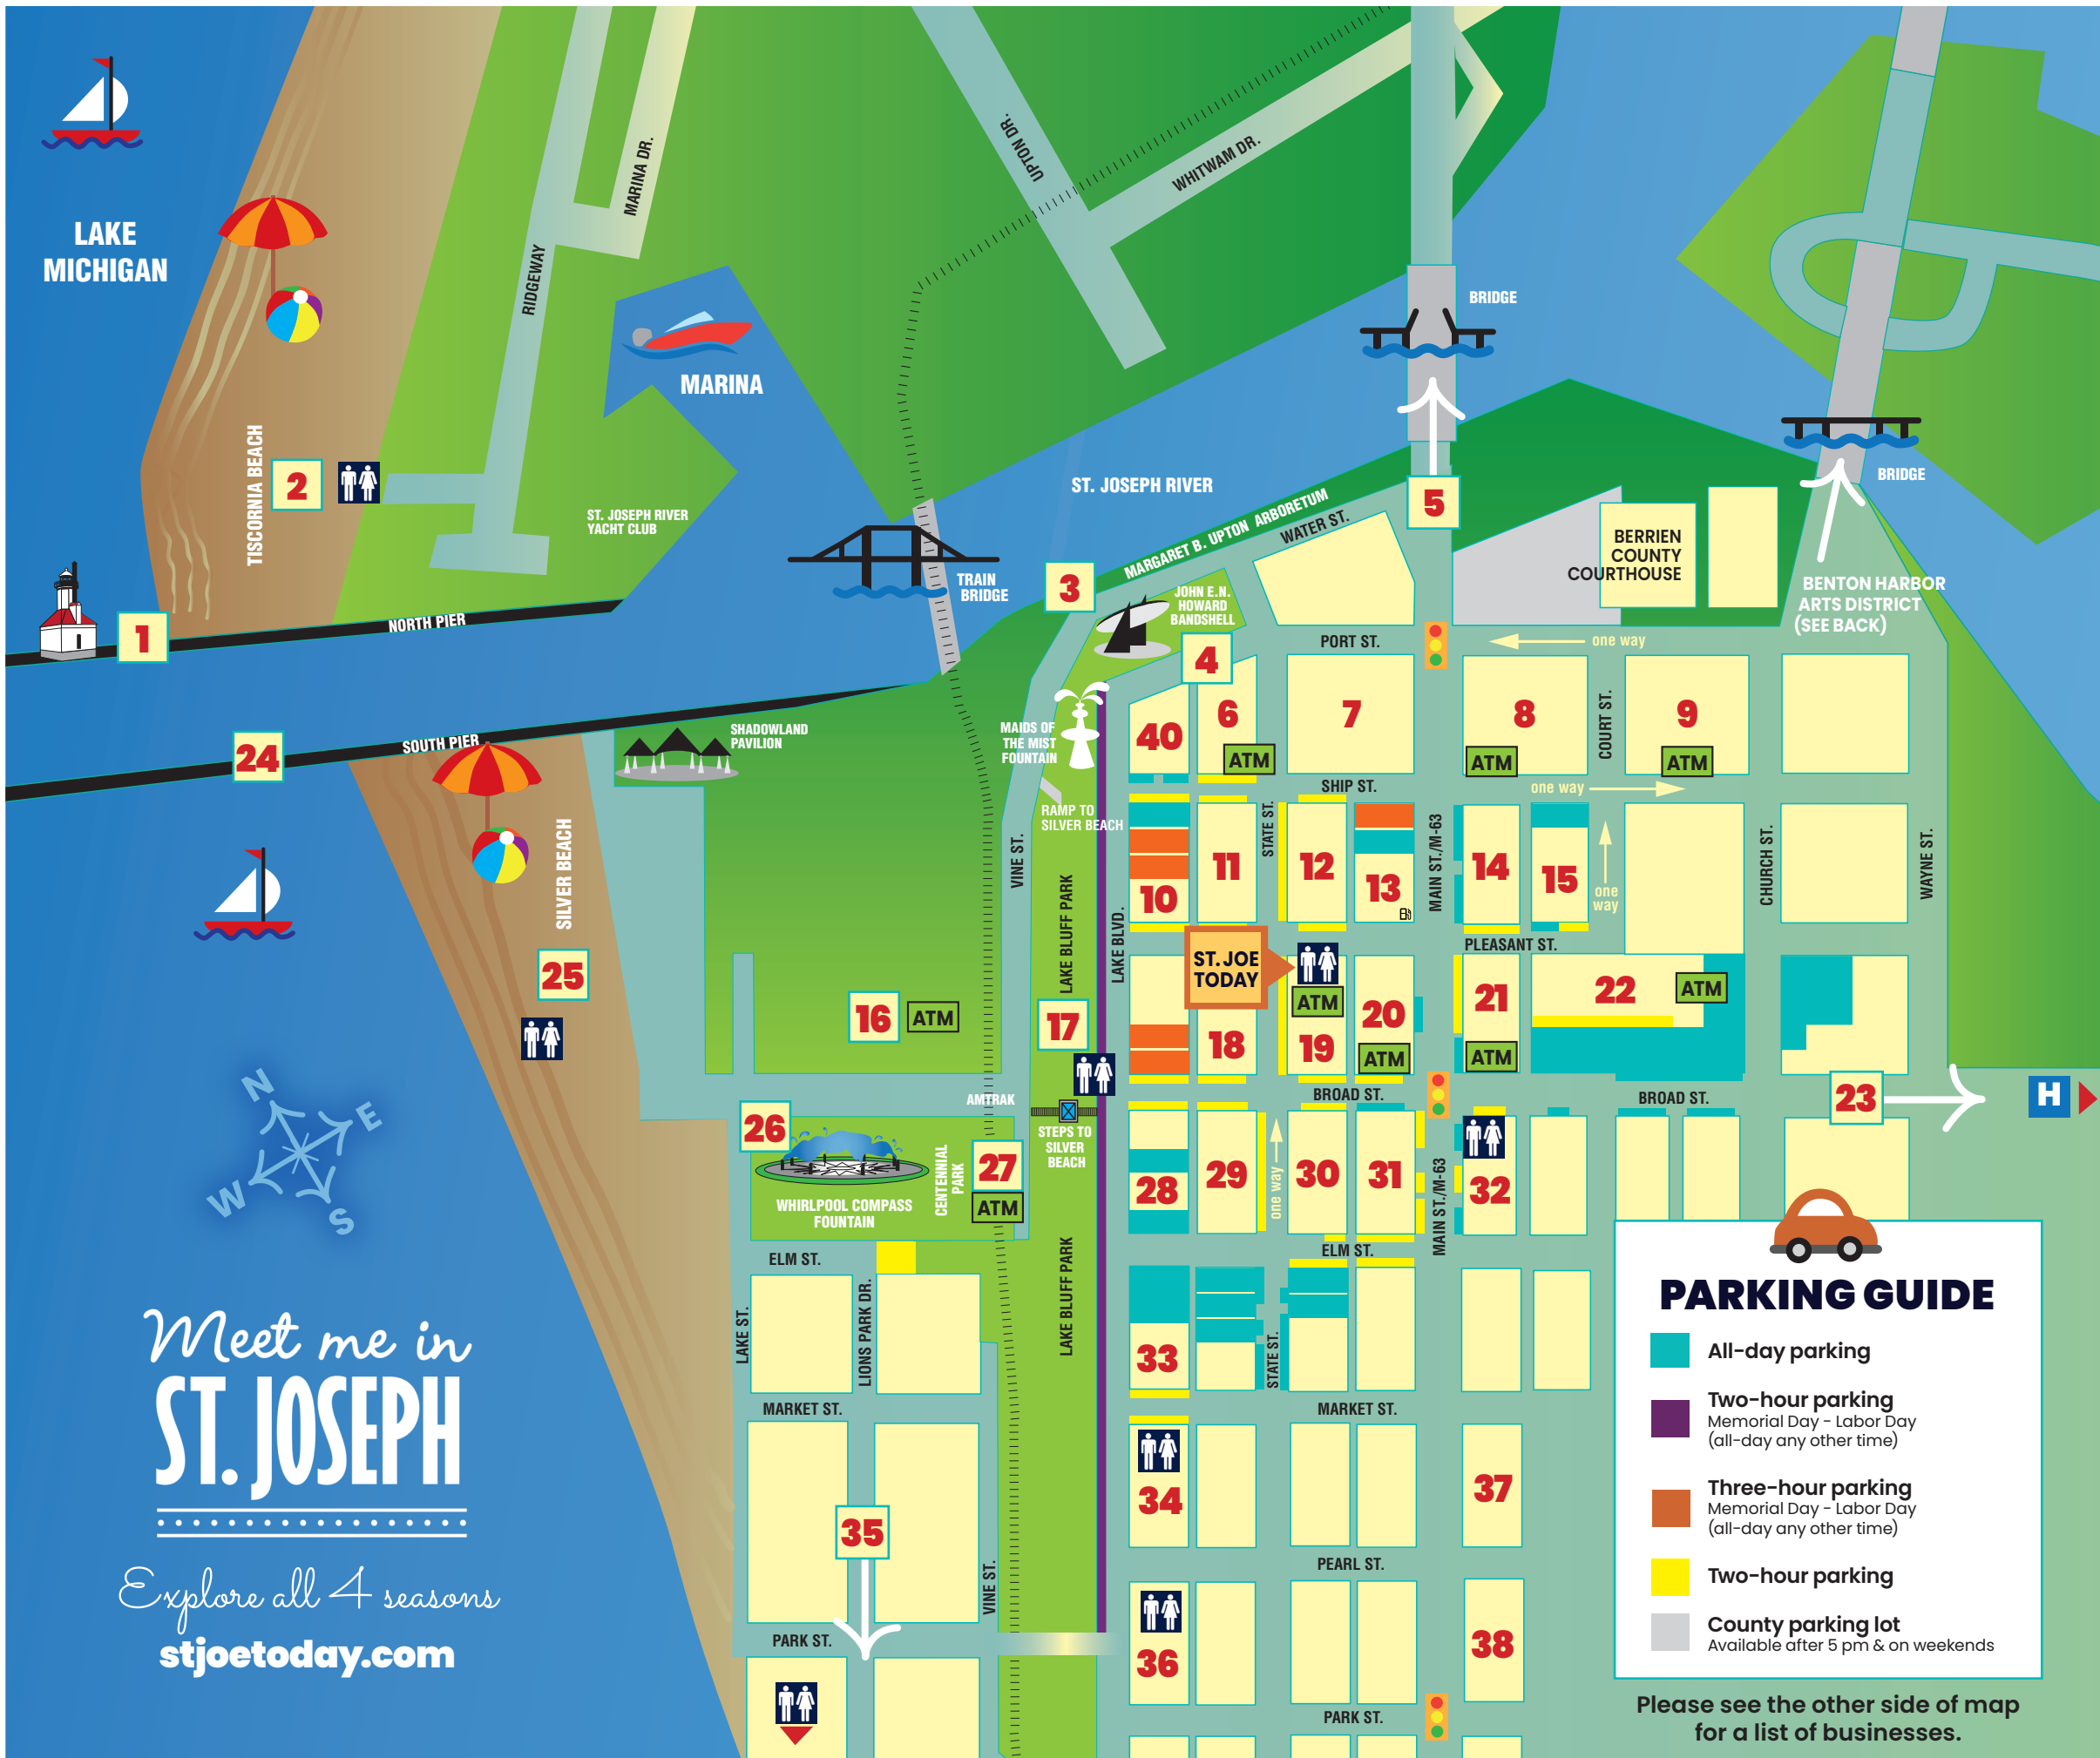 LAKE
MICHIGAN
TISCORNIA BEACH
2
RIDGEWAY
MARINA DR.
MARINA
ST. JOSEPH RIVER
YACHT CLUB
UPTON DR.
WHITWAM DR.
BRIDGE
BRIDGE
ST. JOSEPH RIVER
TRAIN
BRIDGE
1
NORTH PIER
3
MARGARET B. UPTON ARBORETUM
WATER ST.
5
BERRIEN
COUNTY
COURTHOUSE
BENTON HARBOR
ARTS DISTRICT
(SEE BACK)
JOHN E.N.
HOWARD
BANDSHELL
4
PORT ST.
one way
24
SOUTH PIER
SHADOWLAND
PAVILION
MAIDS OF
THE MIST
FOUNTAIN
40
6
ATM
7
8
ATM
COURT ST.
9
ATM
SHIP ST.
one way
RAMP TO
SILVER BEACH
SILVER BEACH
VINE ST.
LAKE BLUFF PARK
LAKE BLVD.
10
11
STATE ST.
12
13
MAIN ST./M-63
14
15
one
way
CHURCH ST.
WAYNE ST.
PLEASANT ST.
25
16
ATM
17
ST. JOE
TODAY
18
ATM
19
20
ATM
21
ATM
22
ATM
BROAD ST.
BROAD ST.
23
H
N
E
W
S
26
WHIRLPOOL COMPASS
FOUNTAIN
CENTENNIAL
PARK
AMTRAK
27
ATM
STEPS TO
SILVER
BEACH
28
29
one way
30
31
MAIN ST./M-63
32
ELM ST.
ELM ST.
LAKE ST.
LIONS PARK DR.
LAKE BLUFF PARK
33
STATE ST.
MARKET ST.
MARKET ST.
34
37
35
VINE ST.
PEARL ST.
36
38
PARK ST.
PARK ST.
Meet me in
ST. JOSEPH
Explore all 4 seasons
stjoetoday.com
PARKING GUIDE
All-day parking
Two-hour parking
Memorial Day - Labor Day
(all-day any other time)
Three-hour parking
Memorial Day - Labor Day
(all-day any other time)
Two-hour parking
County parking lot
Available after 5 pm & on weekends
Please see the other side of map
for a list of businesses.